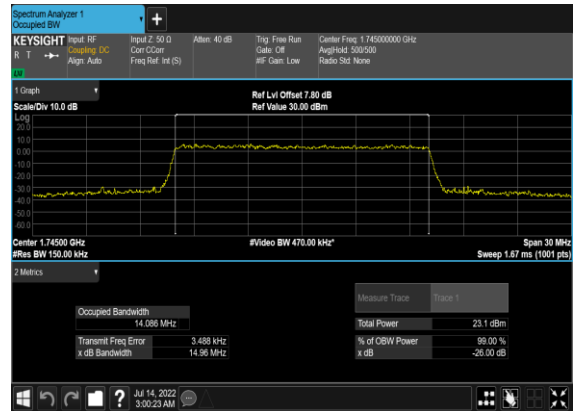 Spectrum Analyzer 1
Occupied BW
+
KEYSIGHT Input: RF Input Z: 50 Ω Atten: 40 dB Trig: Free Run Center Freq: 1.745000000 GHz
R T Coupling: DC Corr CCorr Gate: Off Avg|Hold: 500/500
Align: Auto Freq Ref: Int (S) #IF Gain: Low Radio Std: None
LW
1 Graph
Ref Lvl Offset 7.80 dB
Scale/Div 10.0 dB Ref Value 30.00 dBm
Log
20.0
10.0
0.00
-10.0
-20.0
-30.0
-40.0
-50.0
-60.0
Center 1.74500 GHz #Video BW 470.00 kHz* Span 30 MHz
#Res BW 150.00 kHz Sweep 1.67 ms (1001 pts)
2 Metrics
Measure Trace Trace 1
Occupied Bandwidth
14.086 MHz Total Power 23.1 dBm
Transmit Freq Error 3.488 kHz % of OBW Power 99.00 %
x dB Bandwidth 14.96 MHz x dB -26.00 dB
? Jul 14, 2022
3:00:23 AM